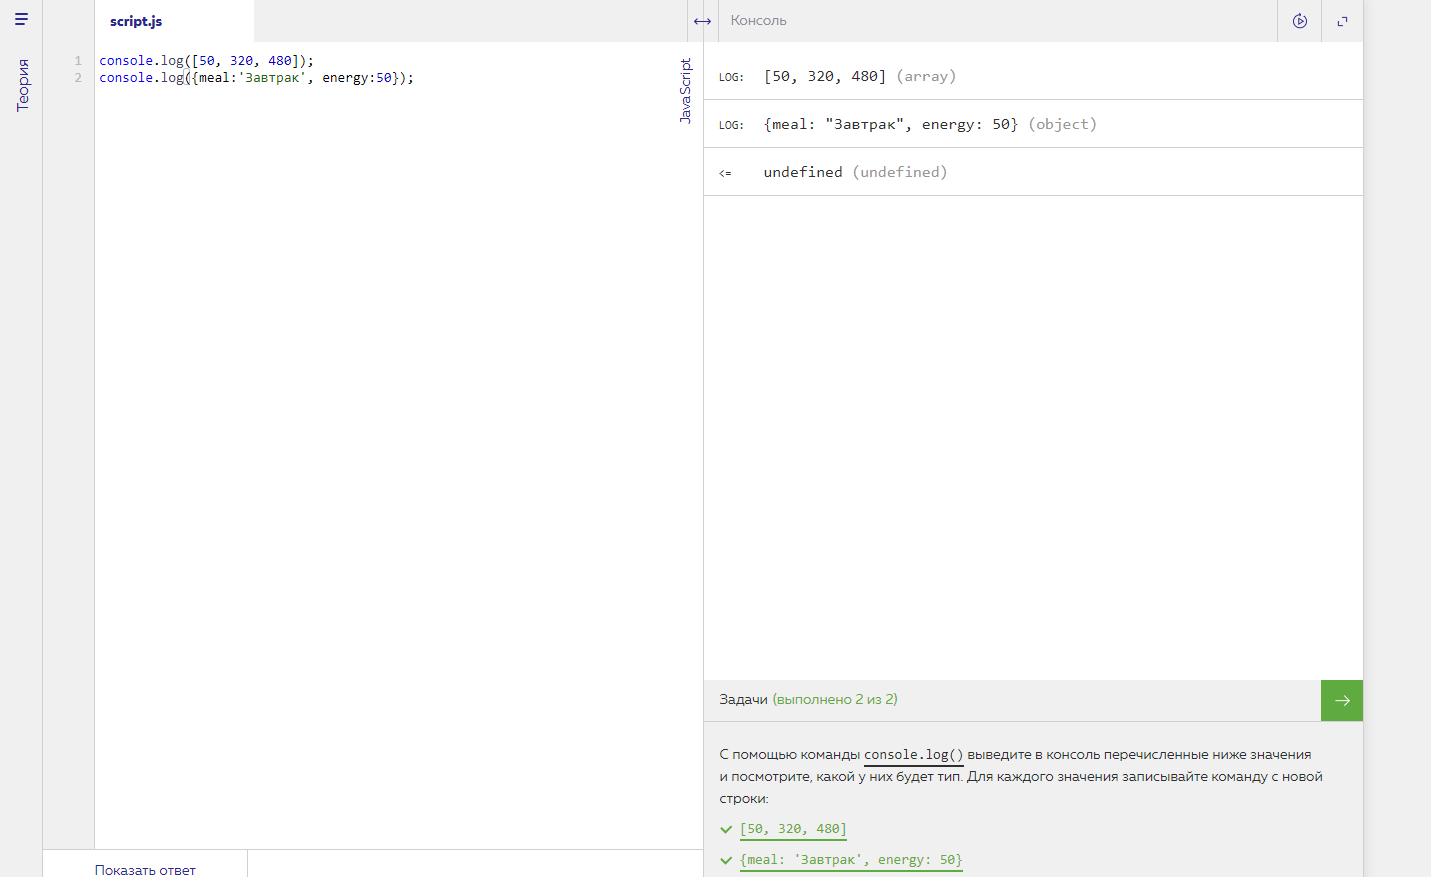 Теория
script.js
1 console.log([50, 320, 480]);
2 console.log({meal:'Завтрак', energy:50});
JavaScript
Показать ответ
Консоль
LOG: [50, 320, 480] (array)
LOG: {meal: "Завтрак", energy: 50} (object)
<= undefined (undefined)
Задачи (выполнено 2 из 2)
С помощью команды console.log() выведите в консоль перечисленные ниже значения
и посмотрите, какой у них будет тип. Для каждого значения записывайте команду с новой
строки:
[50, 320, 480]
{meal: 'Завтрак', energy: 50}